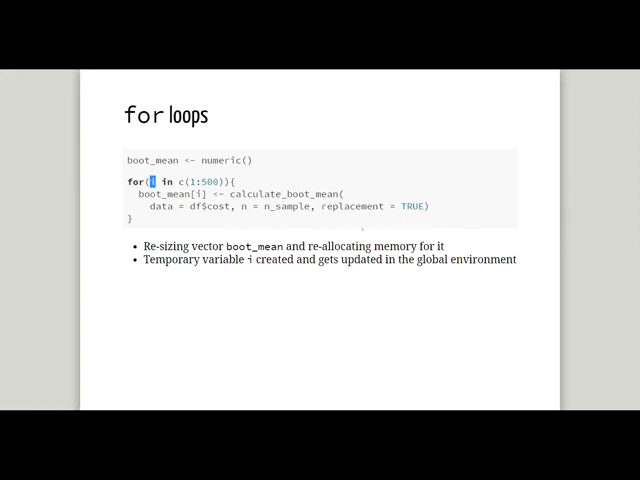 for loops
boot_mean <- numeric()
for(i in c(1:500)){
boot_mean[i] <- calculate_boot_mean(
data = df$cost, n = n_sample, replacement = TRUE)
}
• Re-sizing vector boot_mean and re-allocating memory for it
• Temporary variable i created and gets updated in the global environment